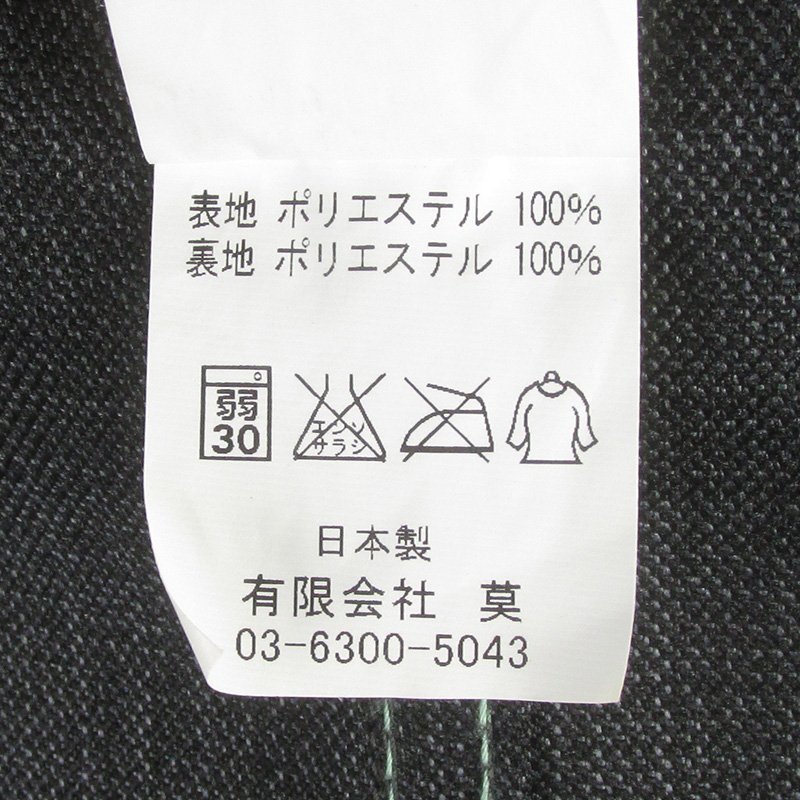 表地 ポリエステル 100%
裏地 ポリエステル 100%
弱
30
エンソ
サラシ
日本製
有限会社 莫
03-6300-5043